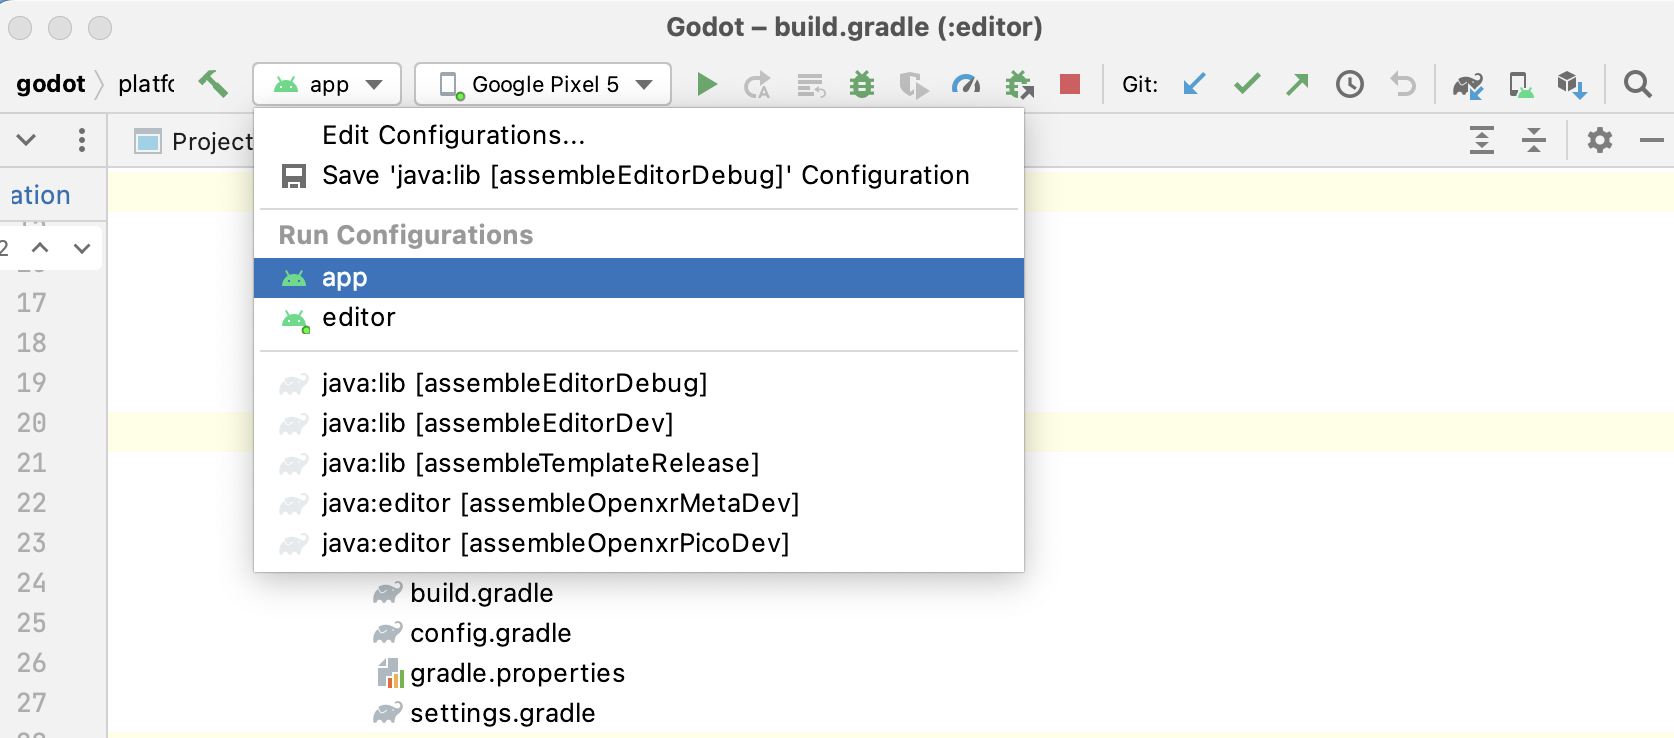 Godot – build.gradle (:editor)
godot platfo app Google Pixel 5 Git:
Project
Edit Configurations...
Save 'java:lib [assembleEditorDebug]' Configuration
ation
Run Configurations
2
app
17
editor
18
19
java:lib [assembleEditorDebug]
20
java:lib [assembleEditorDev]
21
java:lib [assembleTemplateRelease]
22
java:editor [assembleOpenxrMetaDev]
23
java:editor [assembleOpenxrPicoDev]
24
build.gradle
25
config.gradle
26
gradle.properties
27
settings.gradle